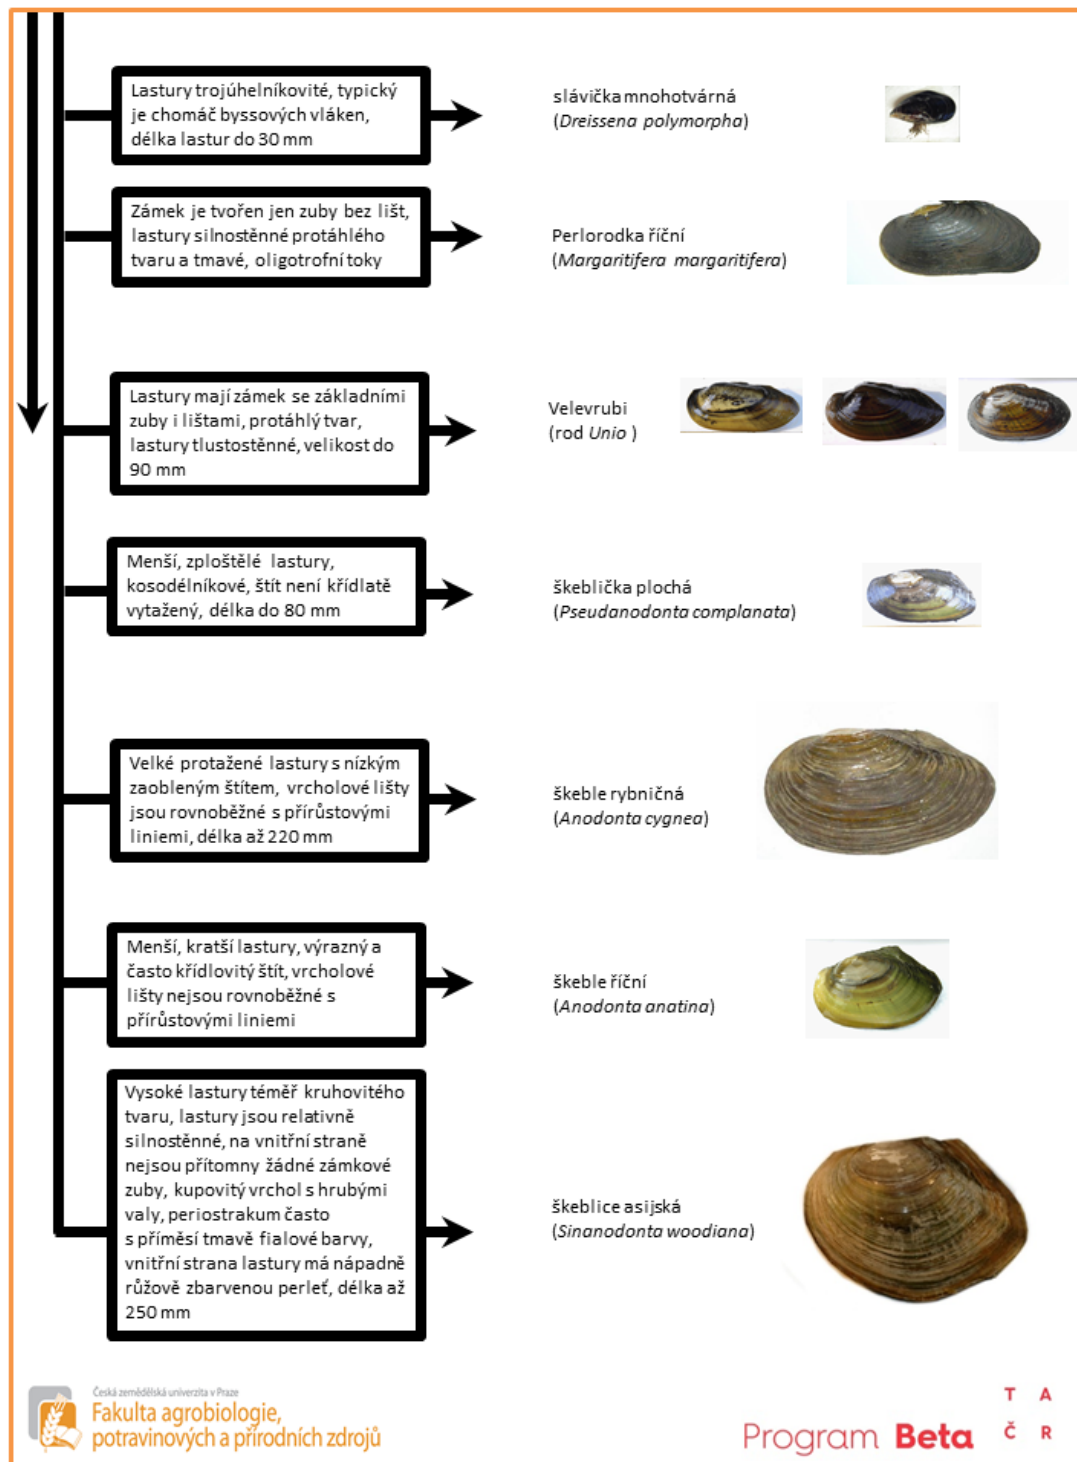 Lastury trojúhelníkovité, typický
je chomáč byssových vláken,
délka lastur do 30 mm
slávička mnohotvárná
(Dreissena polymorpha)
Zámek je tvořen jen zuby bez lišt,
lastury silnostěnné protáhlého
tvaru a tmavé, oligotrofní toky
Perlorodka říční
(Margaritifera margaritifera)
Lastury mají zámek se základními
zuby i lištami, protáhlý tvar,
lastury tlustostěnné, velikost do
90 mm
Velevrubi
(rod Unio )
Menší, zploštělé lastury,
kosodélníkové, štít není křídlatě
vytažený, délka do 80 mm
škeblička plochá
(Pseudanodonta complanata)
Velké protažené lastury s nízkým
zaobleným štítem, vrcholové lišty
jsou rovnoběžné s přírůstovými
liniemi, délka až 220 mm
škeble rybničná
(Anodonta cygnea)
Menší, kratší lastury, výrazný a
často křídlovitý štít, vrcholové
lišty nejsou rovnoběžné s
přírůstovými liniemi
škeble říční
(Anodonta anatina)
Vysoké lastury téměř kruhovitého
tvaru, lastury jsou relativně
silnostěnné, na vnitřní straně
nejsou přítomny žádné zámkové
zuby, kupovitý vrchol s hrubými
valy, periostrakum často
s příměsí tmavě fialové barvy,
vnitřní strana lastury má nápadně
růžově zbarvenou perleť, délka až
250 mm
škeblice asijská
(Sinanodonta woodiana)
Česká zemědělská univerzita v Praze
Fakulta agrobiologie,
potravinových a přírodních zdrojů
Program Beta
T A
Č R